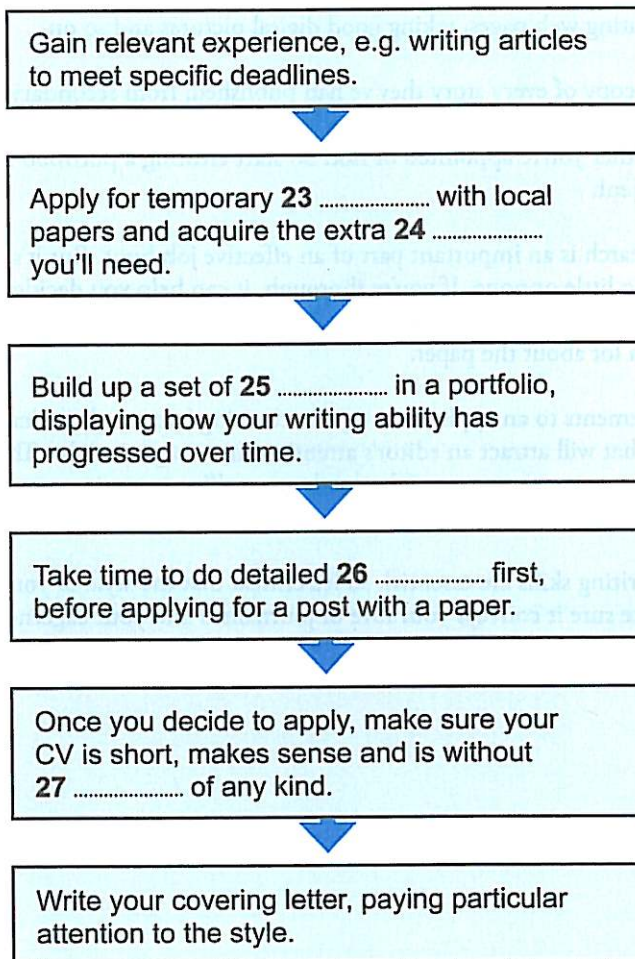 Gain relevant experience, e.g. writing articles
to meet specific deadlines.
Apply for temporary 23 .................... with local
papers and acquire the extra 24 ....................
you'll need.
Build up a set of 25 .................... in a portfolio,
displaying how your writing ability has
progressed over time.
Take time to do detailed 26 .................... first,
before applying for a post with a paper.
Once you decide to apply, make sure your
CV is short, makes sense and is without
27 .................... of any kind.
Write your covering letter, paying particular
attention to the style.